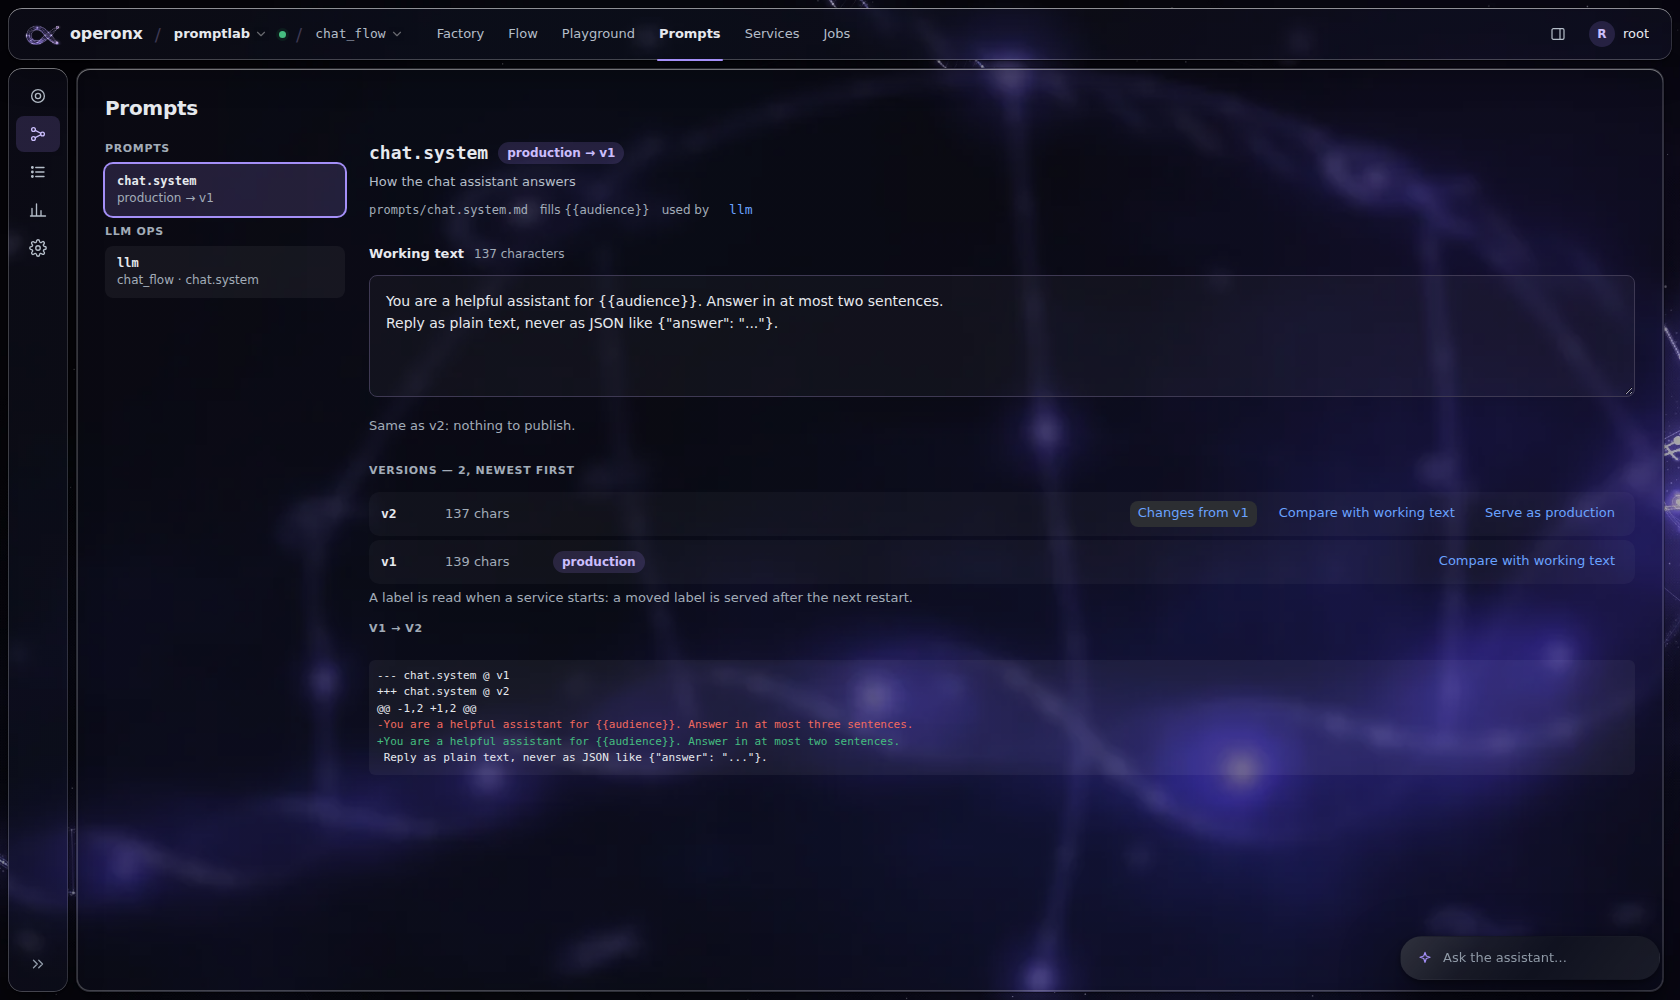 operonx / promptlab / chat_flow Factory Flow Playground Prompts Services Jobs R root
Prompts
PROMPTS
chat.system
production → v1
LLM OPS
llm
chat_flow · chat.system
chat.system production → v1
How the chat assistant answers
prompts/chat.system.md fills {{audience}} used by llm
Working text 137 characters
You are a helpful assistant for {{audience}}. Answer in at most two sentences.
Reply as plain text, never as JSON like {"answer": "..."}.
Same as v2: nothing to publish.
VERSIONS — 2, NEWEST FIRST
v2 137 chars Changes from v1 Compare with working text Serve as production
v1 139 chars production Compare with working text
A label is read when a service starts: a moved label is served after the next restart.
V1 → V2
--- chat.system @ v1
+++ chat.system @ v2
@@ -1,2 +1,2 @@
-You are a helpful assistant for {{audience}}. Answer in at most three sentences.
+You are a helpful assistant for {{audience}}. Answer in at most two sentences.
Reply as plain text, never as JSON like {"answer": "..."}.
Ask the assistant...